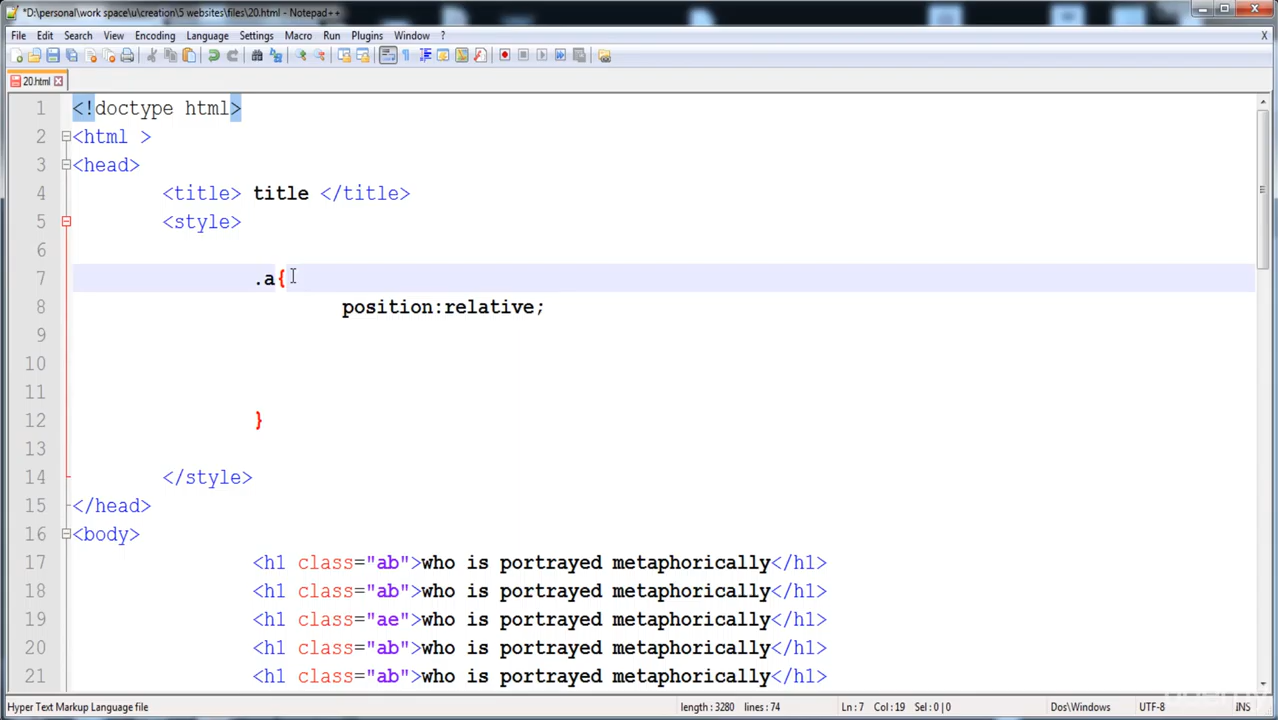 *D:\personal\work space\u\creation\5 websites\files\20.html - Notepad++
File Edit Search View Encoding Language Settings Macro Run Plugins Window ? X
20.html
1 <!doctype html>
2 <html >
3 <head>
4 <title> title </title>
5 <style>
6
7 .a{
8 position:relative;
9
10
11
12 }
13
14 </style>
15 </head>
16 <body>
17 <h1 class="ab">who is portrayed metaphorically</h1>
18 <h1 class="ab">who is portrayed metaphorically</h1>
19 <h1 class="ae">who is portrayed metaphorically</h1>
20 <h1 class="ab">who is portrayed metaphorically</h1>
21 <h1 class="ab">who is portrayed metaphorically</h1>
Hyper Text Markup Language file length : 3280 lines : 74 Ln : 7 Col : 19 Sel : 0 | 0 Dos\Windows UTF-8 INS